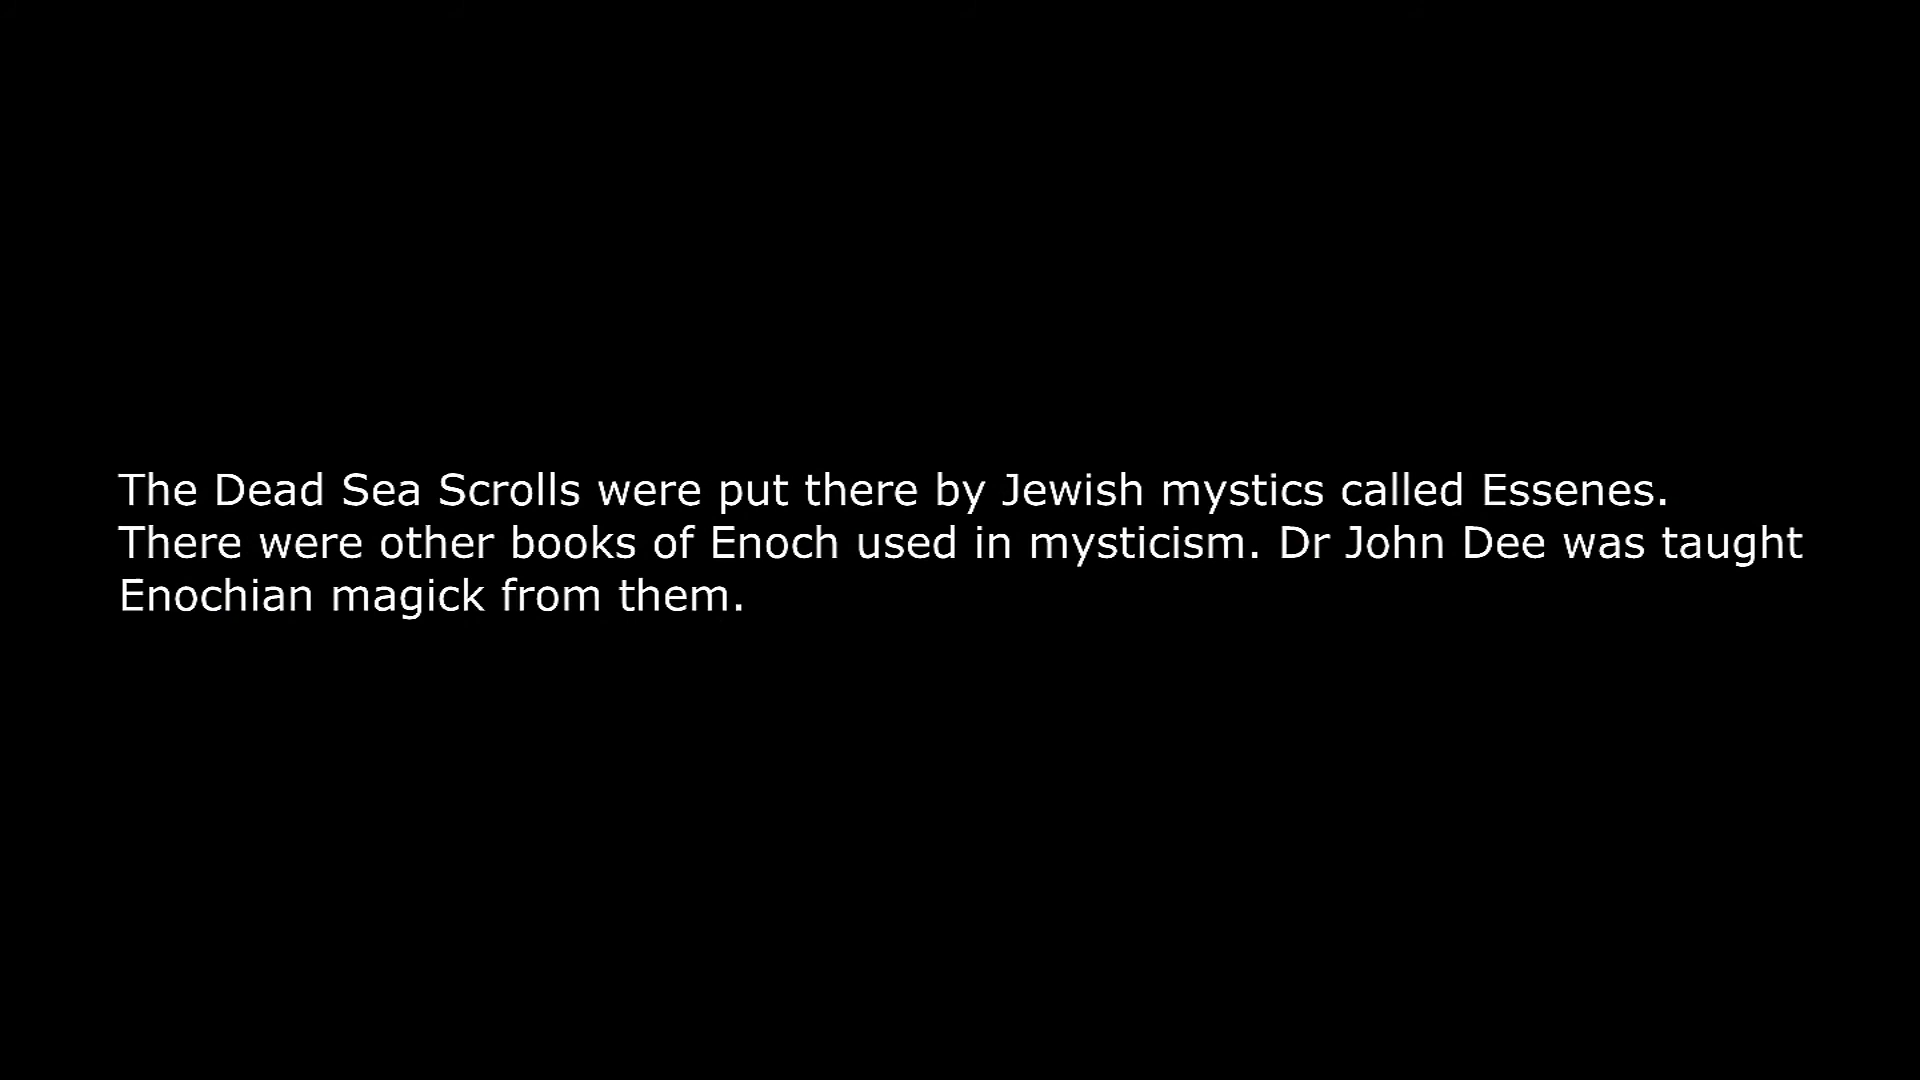 The Dead Sea Scrolls were put there by Jewish mystics called Essenes.
There were other books of Enoch used in mysticism. Dr John Dee was taught
Enochian magick from them.